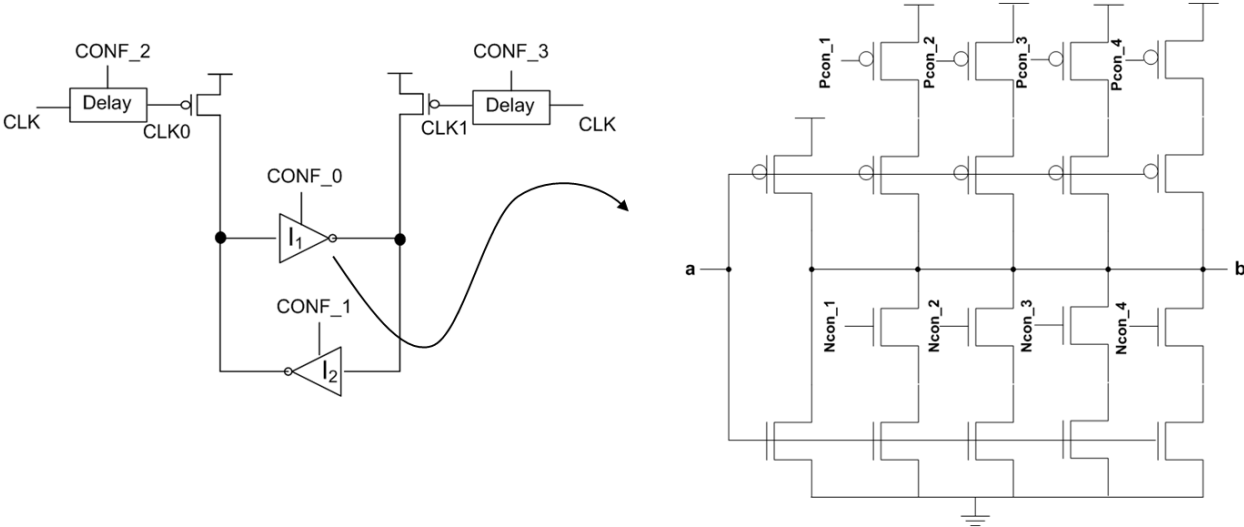 CONF_2
CONF_3
Delay
Delay
CLK
CLK0
CLK1
CLK
CONF_0
I1
CONF_1
I2
Pcon_1
Pcon_2
Pcon_3
Pcon_4
a
b
Ncon_1
Ncon_2
Ncon_3
Ncon_4